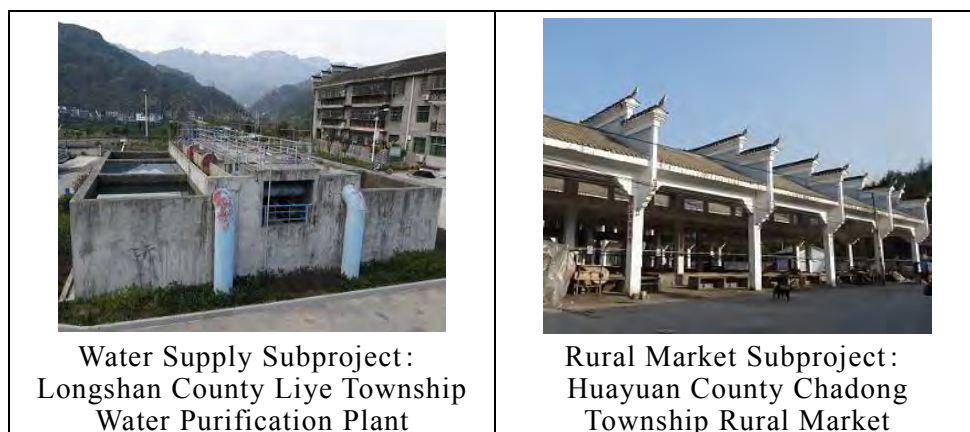 Water Supply Subproject:
Longshan County Liye Township
Water Purification Plant
Rural Market Subproject:
Huayuan County Chadong
Township Rural Market